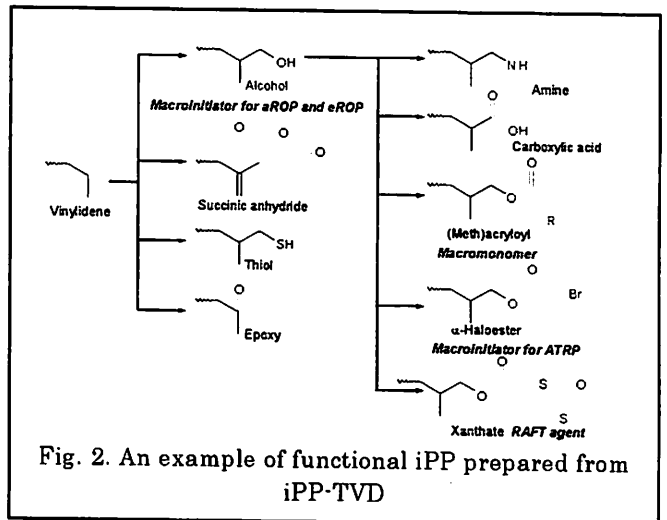 OH
Alcohol
Macroinitiator for aROP and eROP
O O O
Vinylidene
Succinic anhydride
SH
Thiol
O
Epoxy
NH
Amine
O
OH
Carboxylic acid
O
O
R
(Meth)acryloyl
Macromonomer
O
O
Br
α-Haloester
Macroinitiator for ATRP
O
O
S O
S
Xanthate RAFT agent
Fig. 2. An example of functional iPP prepared from
iPP-TVD